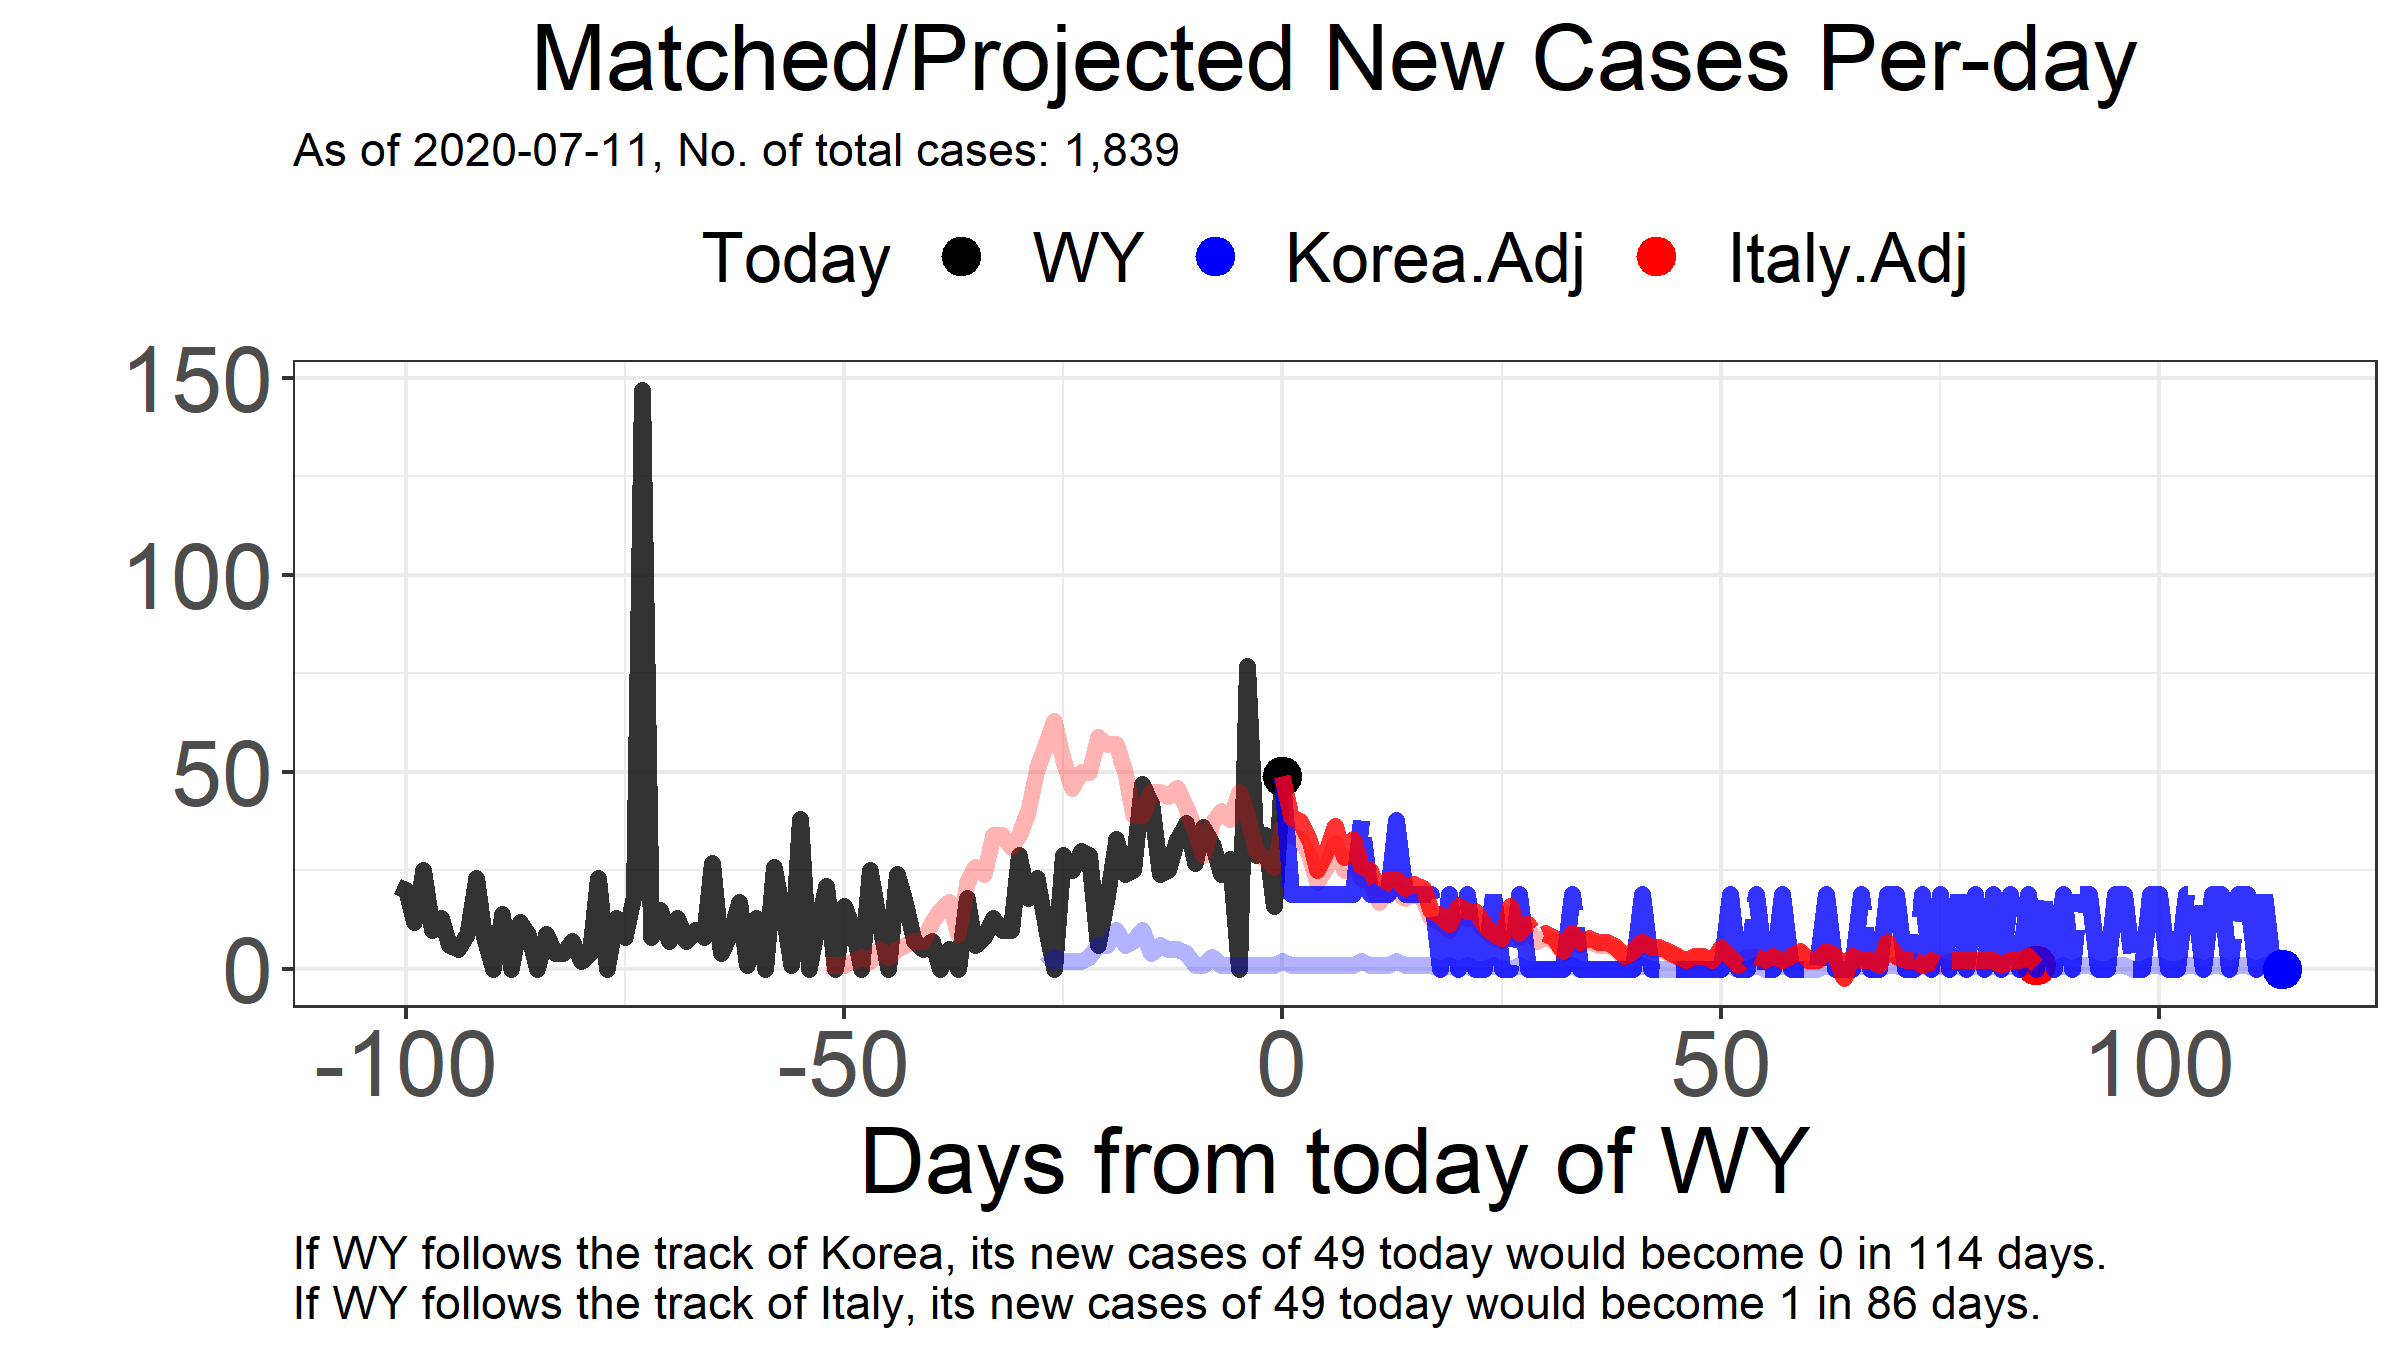 Matched/Projected New Cases Per-day
As of 2020-07-11, No. of total cases: 1,839
Today WY Korea.Adj Italy.Adj
150
100
50
0
-100 -50 0 50 100
Days from today of WY
If WY follows the track of Korea, its new cases of 49 today would become 0 in 114 days.
If WY follows the track of Italy, its new cases of 49 today would become 1 in 86 days.